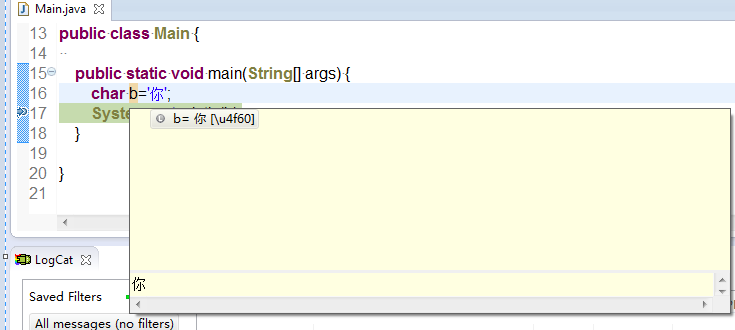 Main.java
13 public class Main {
14
15 public static void main(String[] args) {
16 char b='你';
17 Syste
18 }
19
20 }
21
b= 你 [\u4f60]
你
LogCat
Saved Filters
All messages (no filters)